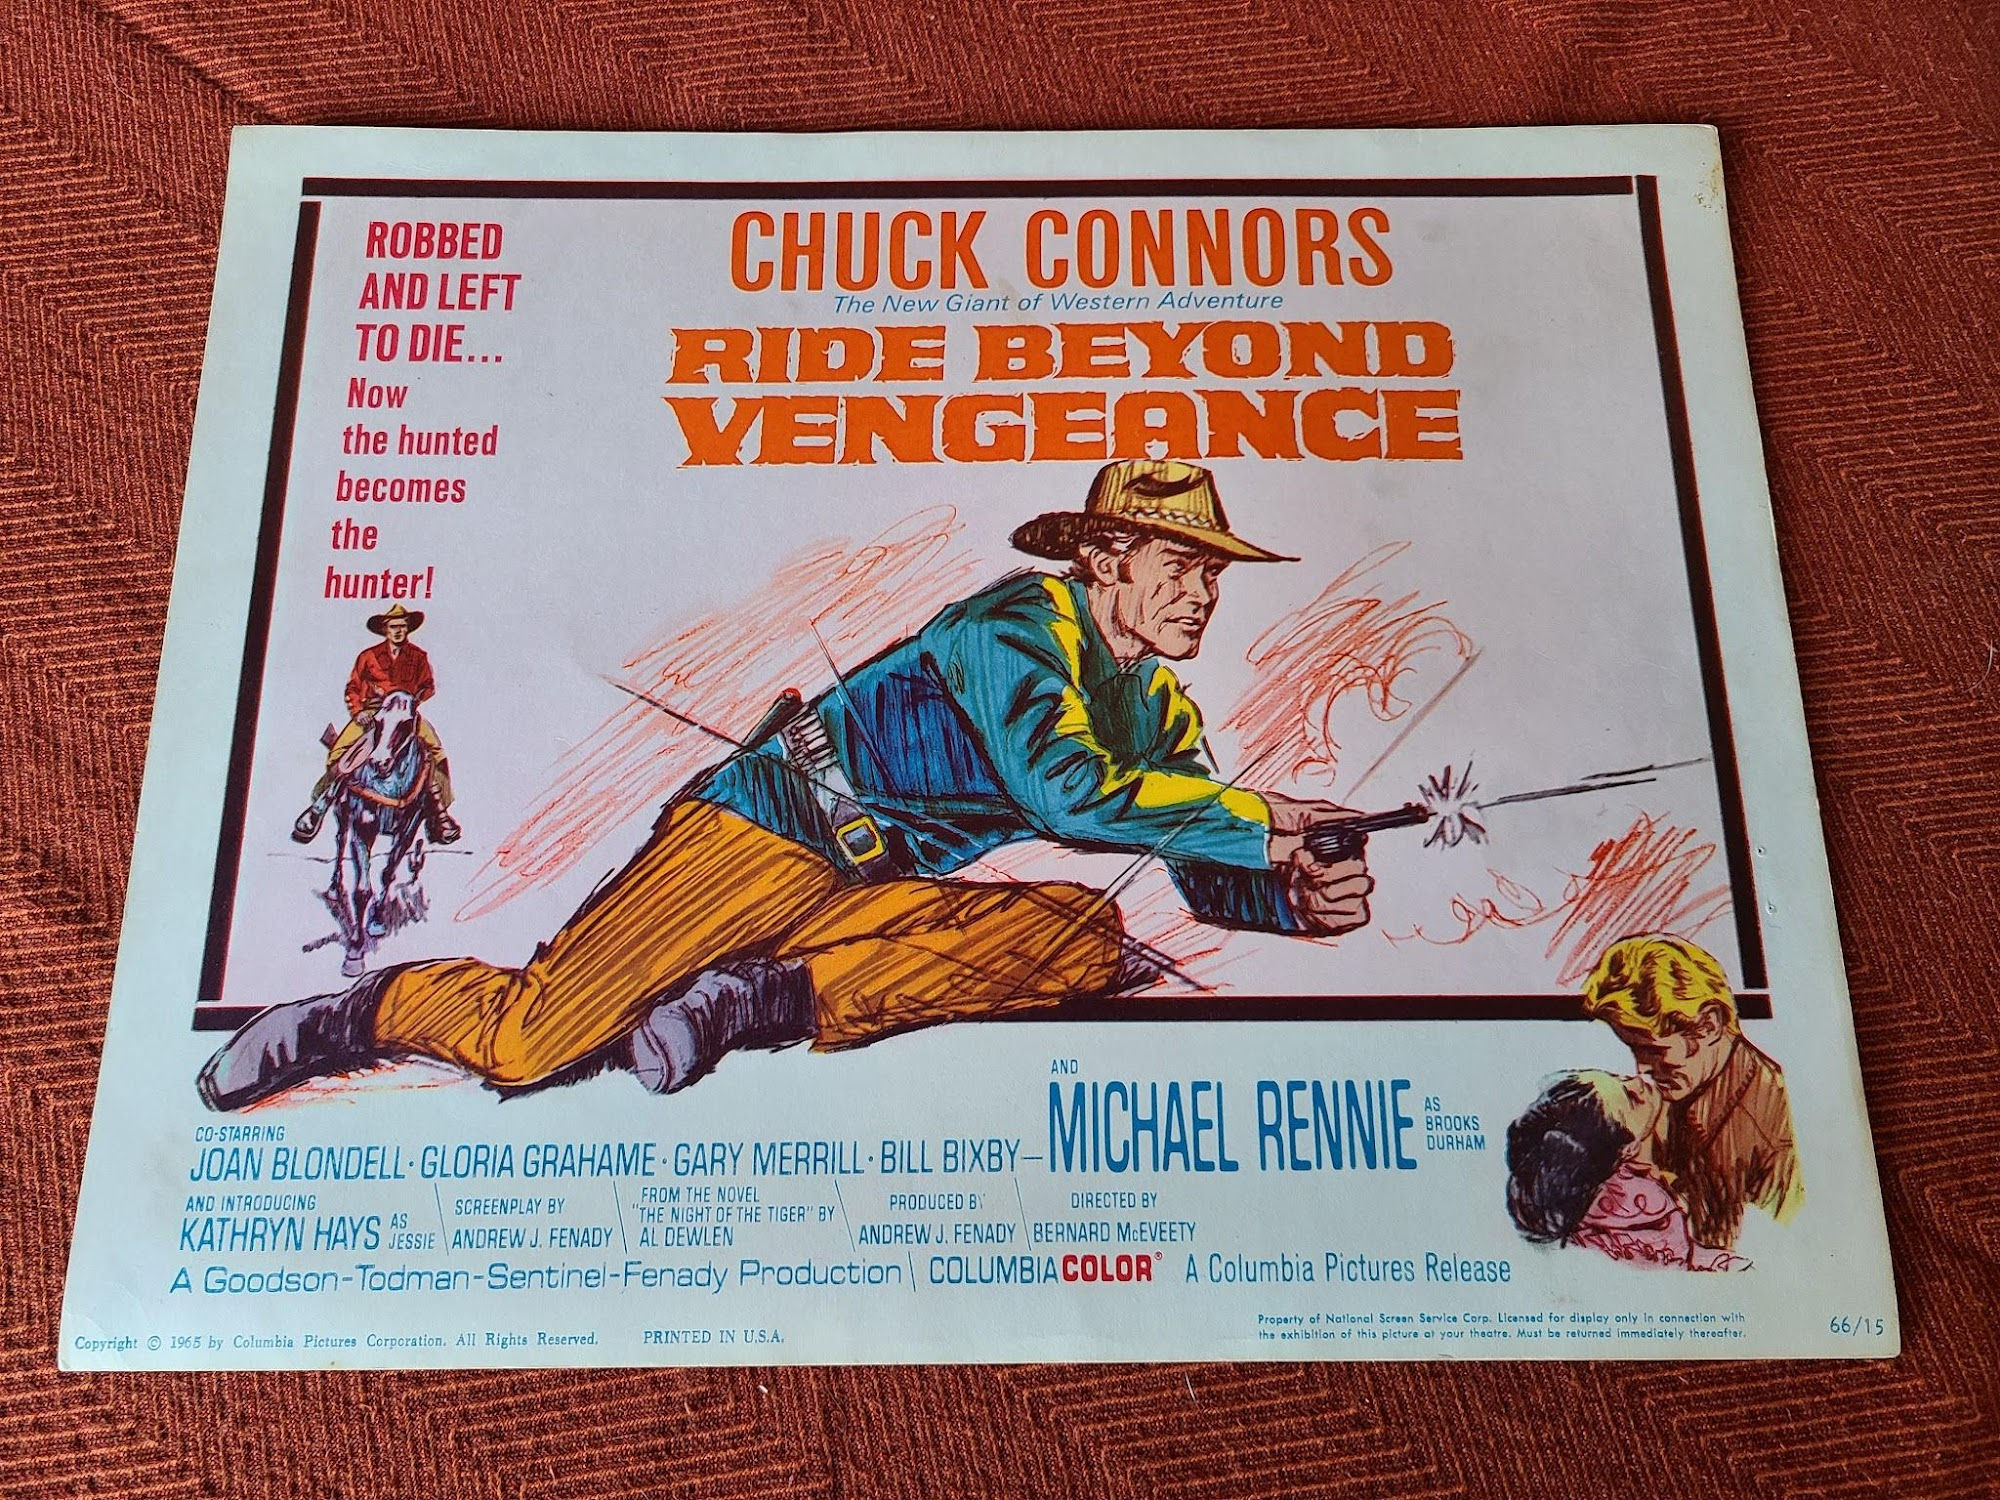 ROBBED
AND LEFT
TO DIE...
Now
the hunted
becomes
the
hunter!
CHUCK CONNORS
The New Giant of Western Adventure
RIDE BEYOND
VENGEANCE
CO-STARRING
JOAN BLONDELL · GLORIA GRAHAME · GARY MERRILL · BILL BIXBY—
AND
MICHAEL RENNIE
AS
BROOKS
DURHAM
AND INTRODUCING
KATHRYN HAYS AS JESSIE
SCREENPLAY BY
ANDREW J. FENADY
FROM THE NOVEL
"THE NIGHT OF THE TIGER" BY
AL DEWLEN
PRODUCED BY
ANDREW J. FENADY
DIRECTED BY
BERNARD McEVEETY
A Goodson-Todman-Sentinel-Fenady Production
COLUMBIACOLOR®
A Columbia Pictures Release
Copyright © 1965 by Columbia Pictures Corporation. All Rights Reserved.
PRINTED IN U.S.A.
Property of National Screen Service Corp. Licensed for display only in connection with
the exhibition of this picture at your theatre. Must be returned immediately thereafter.
66/15